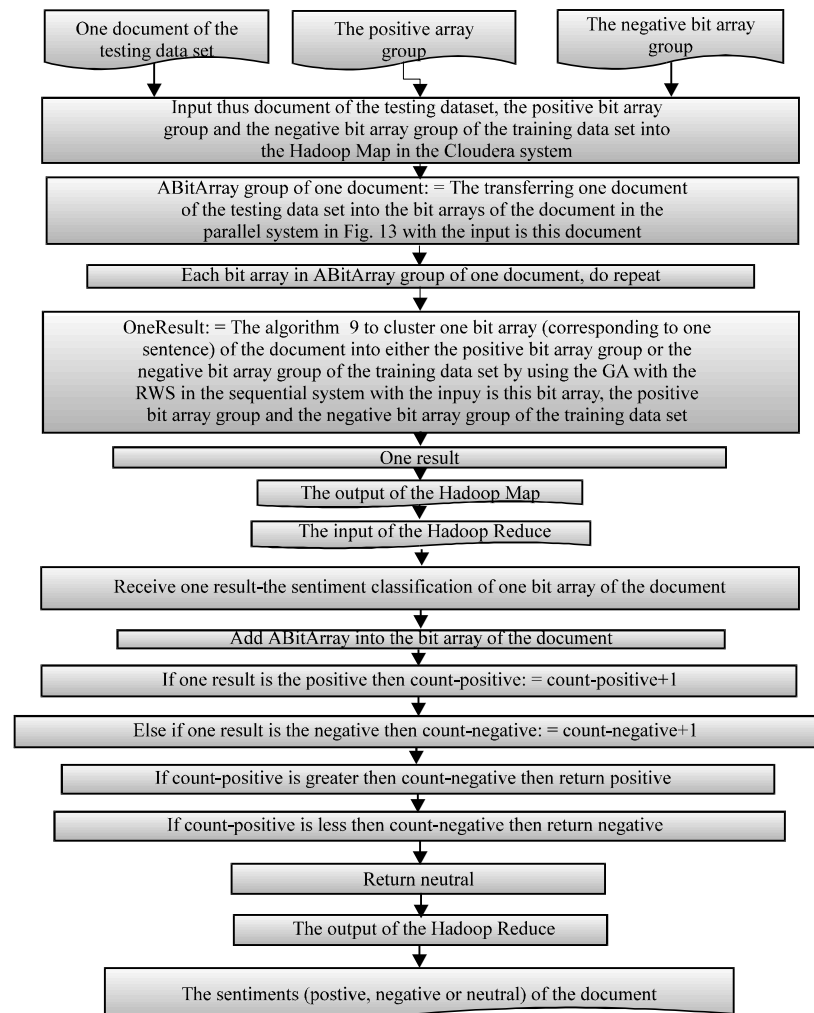 One document of the
testing data set
The positive array
group
The negative bit array
group
Input thus document of the testing dataset, the positive bit array
group and the negative bit array group of the training data set into
the Hadoop Map in the Cloudera system
ABitArray group of one document: = The transferring one document
of the testing data set into the bit arrays of the document in the
parallel system in Fig. 13 with the input is this document
Each bit array in ABitArray group of one document, do repeat
OneResult: = The algorithm 9 to cluster one bit array (corresponding to one
sentence) of the document into either the positive bit array group or the
negative bit array group of the training data set by using the GA with the
RWS in the sequential system with the inpuy is this bit array, the positive
bit array group and the negative bit array group of the training data set
One result
The output of the Hadoop Map
The input of the Hadoop Reduce
Receive one result-the sentiment classification of one bit array of the document
Add ABitArray into the bit array of the document
If one result is the positive then count-positive: = count-positive+1
Else if one result is the negative then count-negative: = count-negative+1
If count-positive is greater then count-negative then return positive
If count-positive is less then count-negative then return negative
Return neutral
The output of the Hadoop Reduce
The sentiments (postive, negative or neutral) of the document